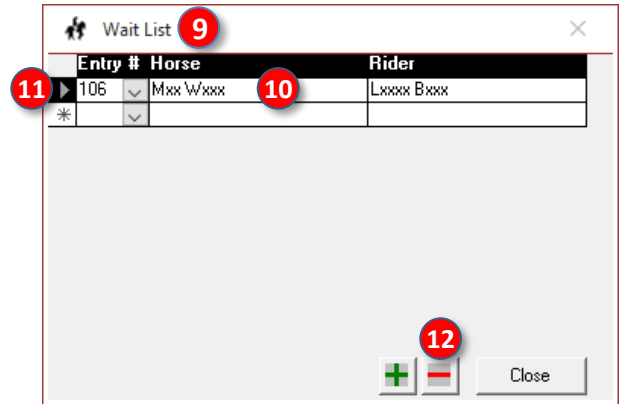 Wait List 9
Entry # Horse Rider
11 106 Mxx Wxxx 10 Lxxxx Bxxx
12
Close